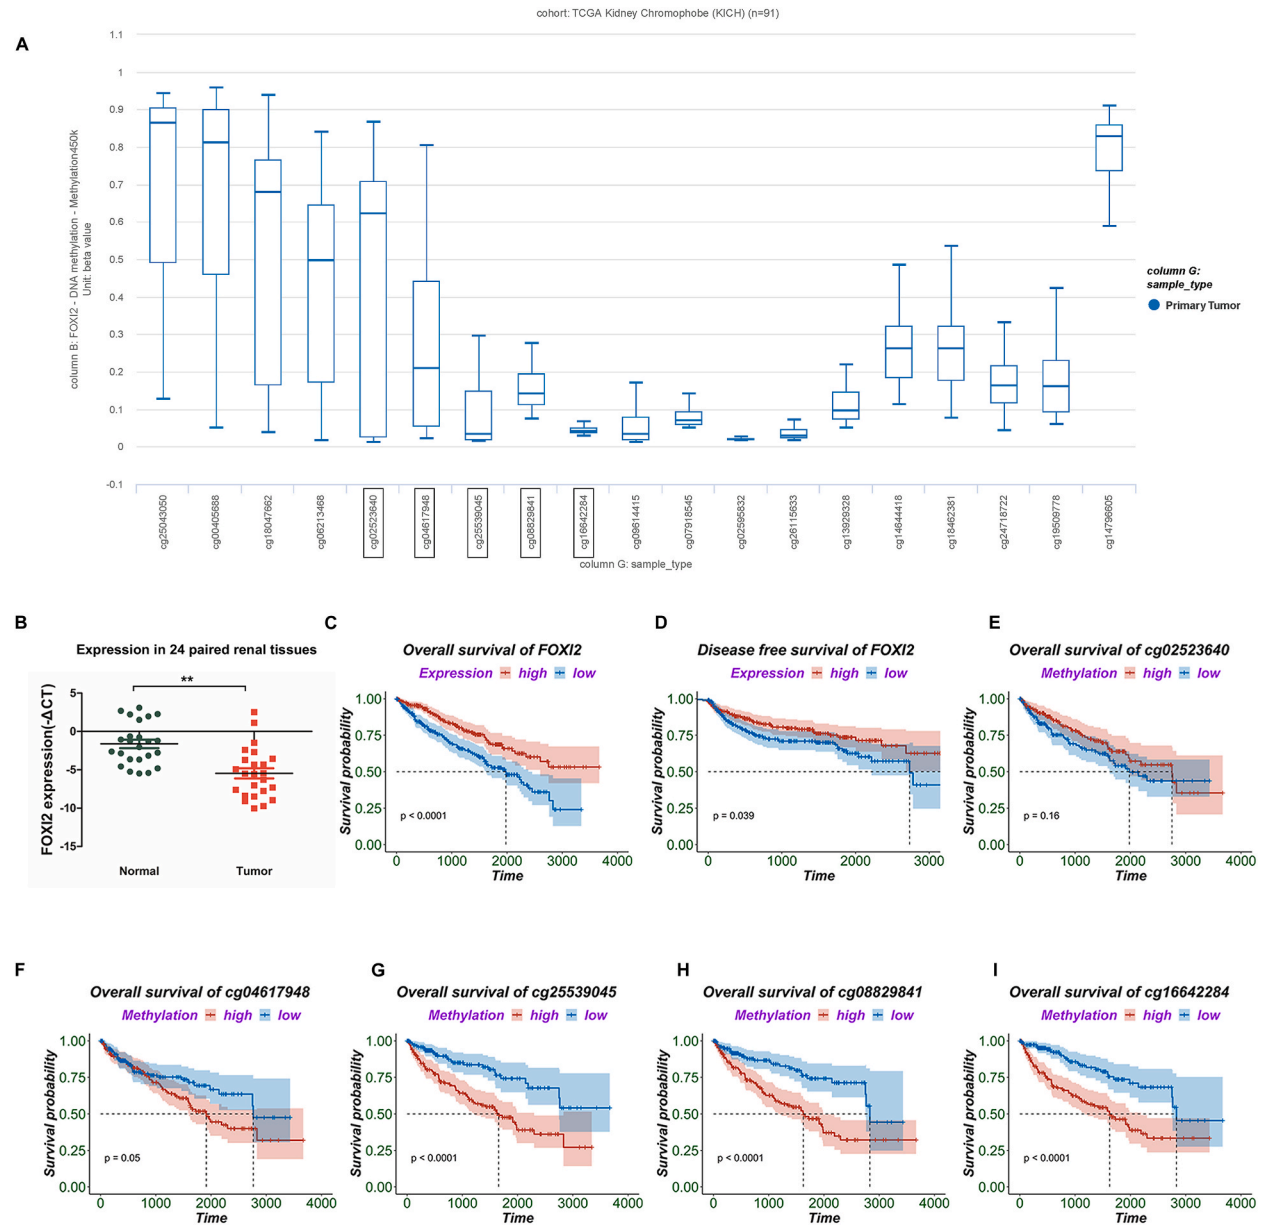 cohort: TCGA Kidney Chromophobe (KICH) (n=91)
A
column B: FOXI2 - DNA methylation - Methylation450k
Unit: beta value
1.1
1
0.9
0.8
0.7
0.6
0.5
0.4
0.3
0.2
0.1
0
-0.1
column G:
sample_type
Primary Tumor
cg25043050
cg00405688
cg18047662
cg06213468
cg02523640
cg04617948
cg25539045
cg08829841
cg16642284
cg09614415
cg07918545
cg02595832
cg26115633
cg13929328
cg14644418
cg18462381
cg24718722
cg19509778
cg14796605
column G: sample_type
B
Expression in 24 paired renal tissues
**
FOXI2 expression(-ΔCT)
5
0
-5
-10
-15
Normal Tumor
C
Overall survival of FOXI2
Expression high low
Survival probability
1.00
0.75
0.50
0.25
0.00
p < 0.0001
0 1000 2000 3000 4000
Time
D
Disease free survival of FOXI2
Expression high low
Survival probability
1.00
0.75
0.50
0.25
0.00
p = 0.039
0 1000 2000 3000
Time
E
Overall survival of cg02523640
Methylation high low
Survival probability
1.00
0.75
0.50
0.25
0.00
p = 0.16
0 1000 2000 3000 4000
Time
F
Overall survival of cg04617948
Methylation high low
Survival probability
1.00
0.75
0.50
0.25
0.00
p = 0.05
0 1000 2000 3000 4000
Time
G
Overall survival of cg25539045
Methylation high low
Survival probability
1.00
0.75
0.50
0.25
0.00
p < 0.0001
0 1000 2000 3000 4000
Time
H
Overall survival of cg08829841
Methylation high low
Survival probability
1.00
0.75
0.50
0.25
0.00
p < 0.0001
0 1000 2000 3000 4000
Time
I
Overall survival of cg16642284
Methylation high low
Survival probability
1.00
0.75
0.50
0.25
0.00
p < 0.0001
0 1000 2000 3000 4000
Time